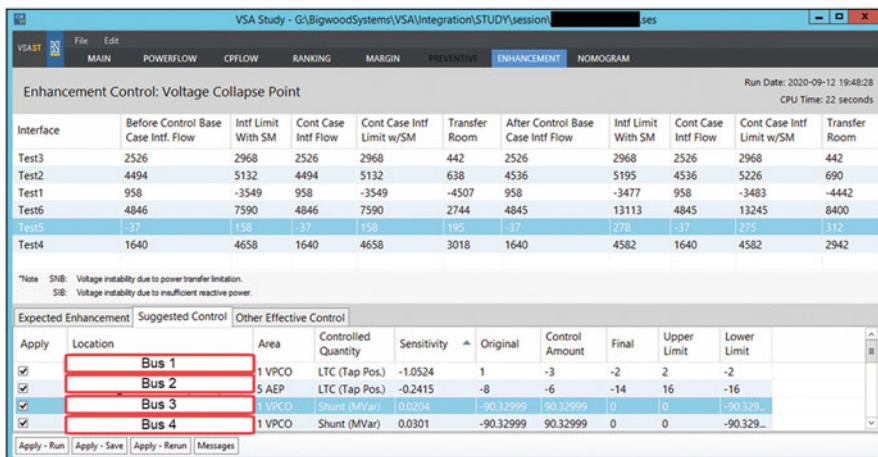 VSA Study - G:\BigwoodSystems\VSA\Integration\STUDY\session\ .ses
VSAST BSI File Edit
MAIN POWERFLOW CPFLOW RANKING MARGIN PREVENTIVE ENHANCEMENT NOMOGRAM
Enhancement Control: Voltage Collapse Point
Run Date: 2020-09-12 19:48:28
CPU Time: 22 seconds
Interface Before Control Base Case Intf. Flow Intf Limit With SM Cont Case Intf Flow Cont Case Intf Limit w/SM Transfer Room After Control Base Case Intf Flow Intf Limit With SM Cont Case Intf Flow Cont Case Intf Limit w/SM Transfer Room
Test3 2526 2968 2526 2968 442 2526 2968 2526 2968 442
Test2 4494 5132 4494 5132 638 4536 5195 4536 5226 690
Test1 958 -3549 958 -3549 -4507 958 -3477 958 -3483 -4442
Test6 4846 7590 4846 7590 2744 4845 13113 4845 13245 8400
Test5 -37 158 -37 158 195 -37 278 -37 275 312
Test4 1640 4658 1640 4658 3018 1640 4582 1640 4582 2942
*Note SNB: Voltage instability due to power transfer limitation.
SIB: Voltage instability due to insufficient reactive power.
Expected Enhancement Suggested Control Other Effective Control
Apply Location Area Controlled Quantity Sensitivity Original Control Amount Final Upper Limit Lower Limit
Bus 1 1 VPCO LTC (Tap Pos.) -1.0524 1 -3 -2 2 -2
Bus 2 5 AEP LTC (Tap Pos.) -0.2415 -8 -6 -14 16 -16
Bus 3 1 VPCO Shunt (MVar) 0.0204 -90.32999 90.32999 0 0 -90.329...
Bus 4 1 VPCO Shunt (MVar) 0.0301 -90.32999 90.32999 0 0 -90.329...
Apply - Run Apply - Save Apply - Rerun Messages